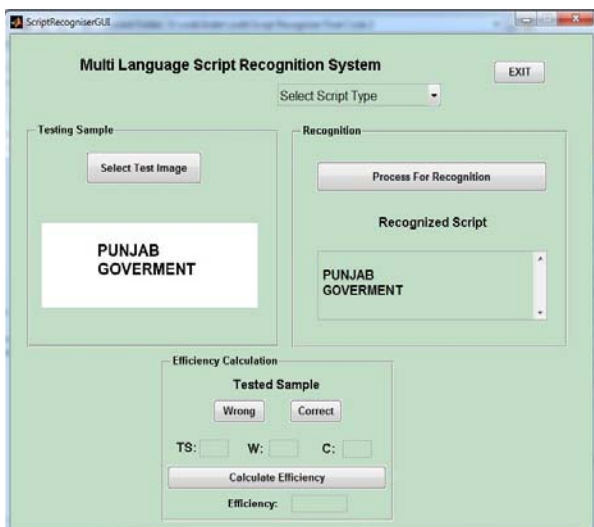 ScriptRecogniserGUI
Multi Language Script Recognition System
EXIT
Select Script Type
Testing Sample
Select Test Image
PUNJAB
GOVERMENT
Recognition
Process For Recognition
Recognized Script
PUNJAB
GOVERMENT
Efficiency Calculation
Tested Sample
Wrong Correct
TS: W: C:
Calculate Efficiency
Efficiency: